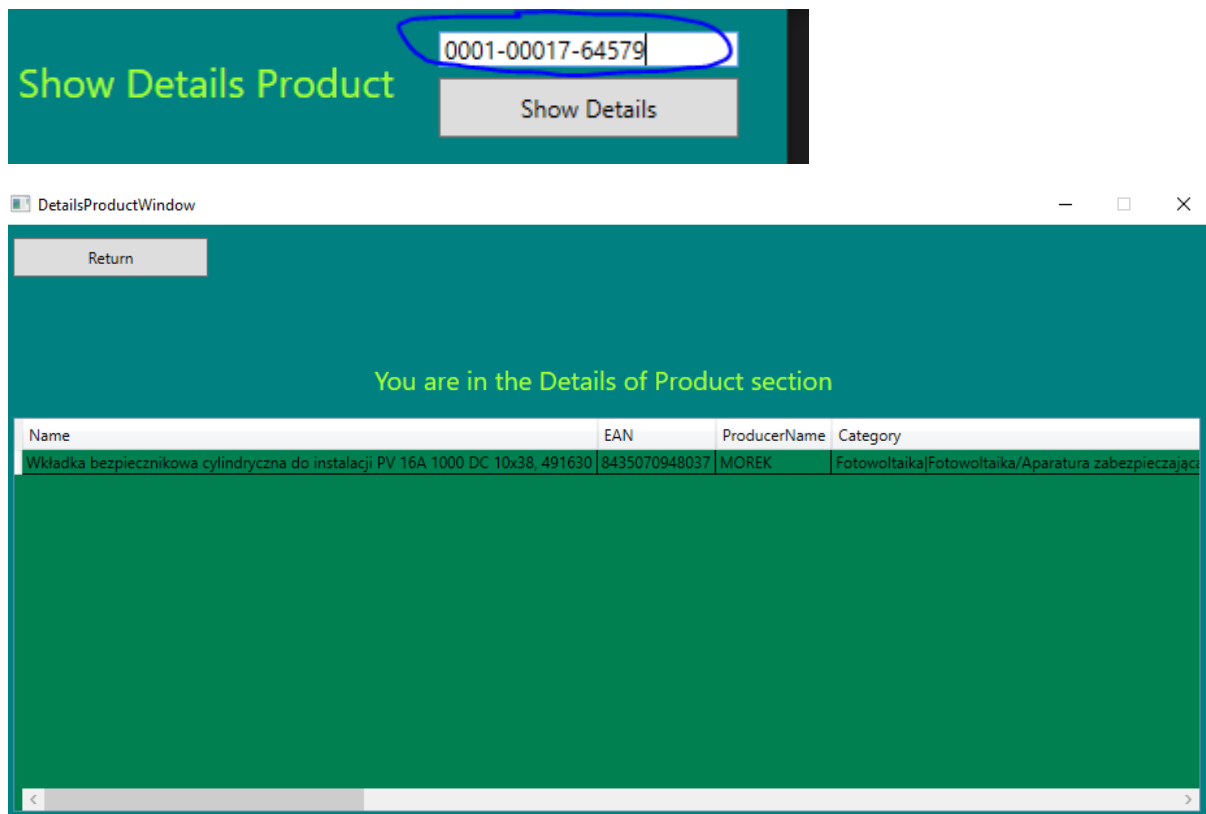 0001-00017-64579
Show Details Product
Show Details
DetailsProductWindow
Return
You are in the Details of Product section
Name EAN ProducerName Category
Wkładka bezpiecznikowa cylindryczna do instalacji PV 16A 1000 DC 10x38, 491630 8435070948037 MOREK Fotowoltaika|Fotowoltaika/Aparatura zabezpieczająca